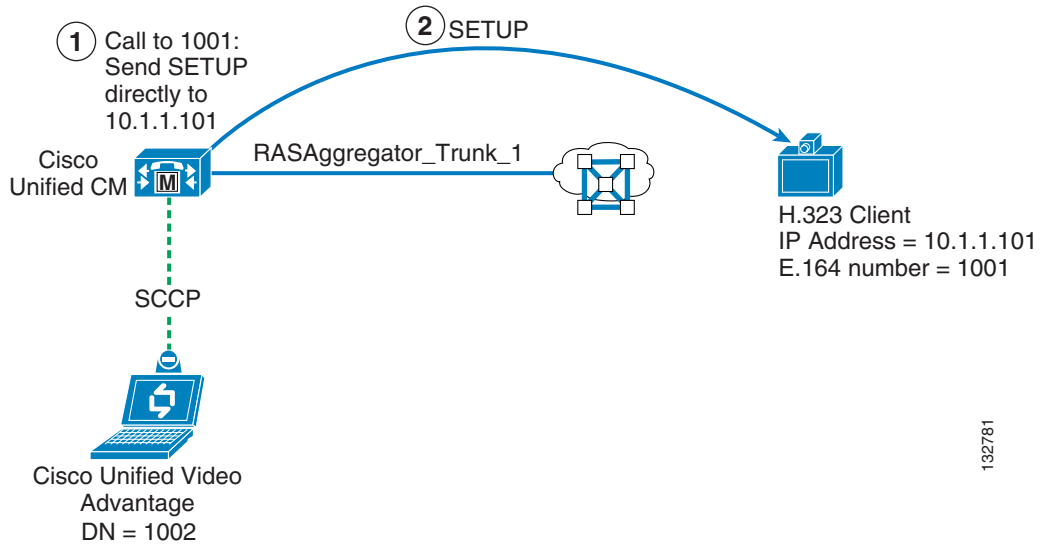 1 Call to 1001:
Send SETUP
directly to
10.1.1.101
2 SETUP
Cisco
Unified CM
M
RASAggregator_Trunk_1
H.323 Client
IP Address = 10.1.1.101
E.164 number = 1001
SCCP
Cisco Unified Video
Advantage
DN = 1002
132781